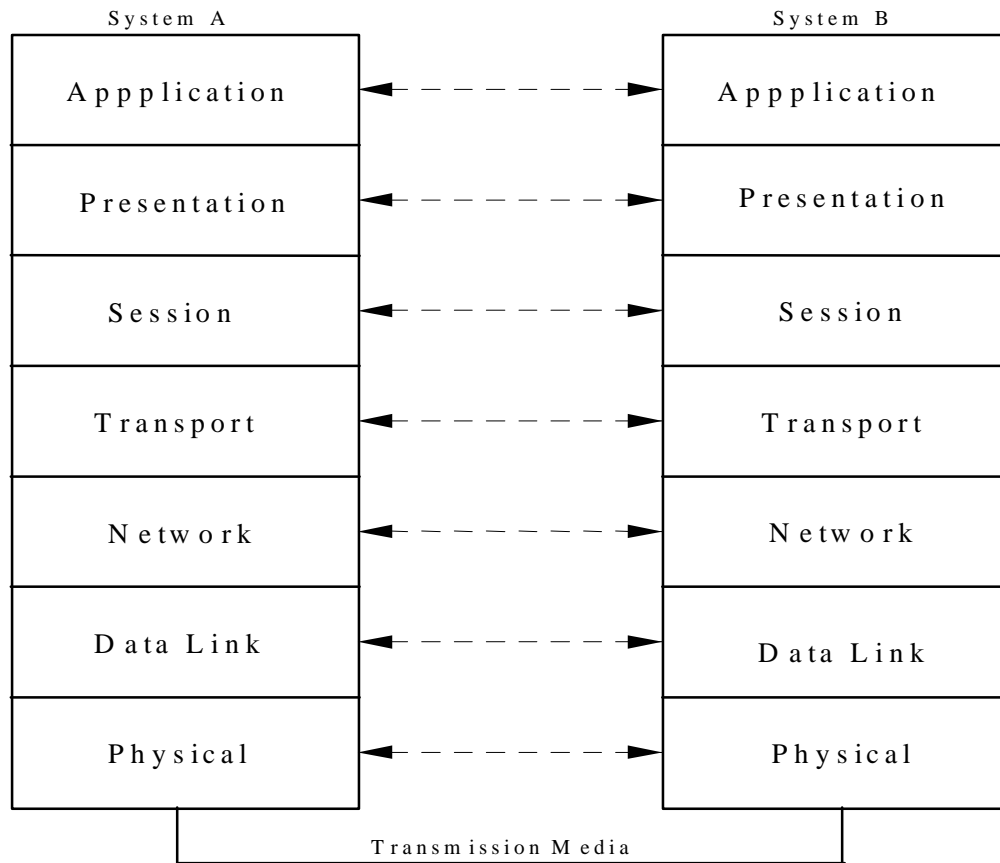 System A
System B
Appplication
Appplication
Presentation
Presentation
Session
Session
Transport
Transport
Network
Network
Data Link
Data Link
Physical
Physical
Transmission Media